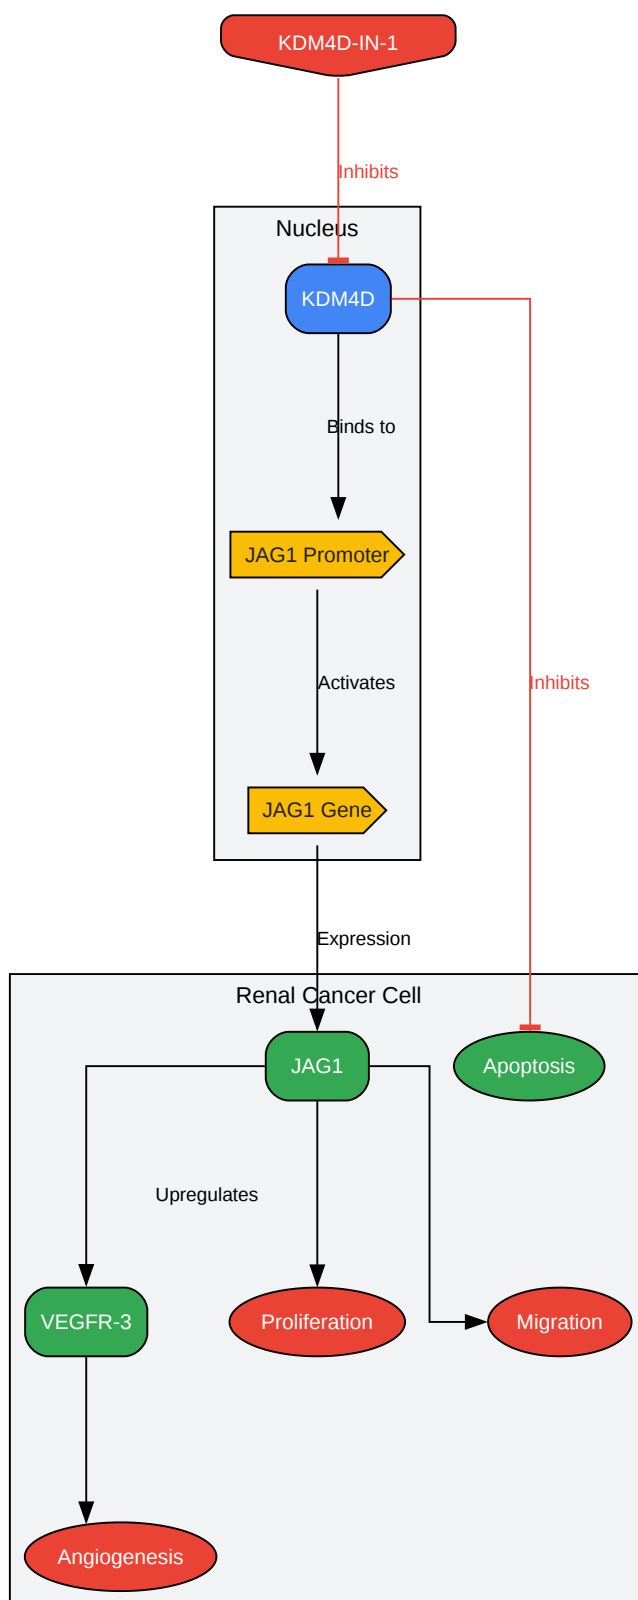 KDM4D-IN-1
Inhibits
Nucleus
KDM4D
Binds to
JAG1 Promoter
Activates
Inhibits
JAG1 Gene
Expression
Renal Cancer Cell
JAG1
Apoptosis
Upregulates
VEGFR-3
Proliferation
Migration
Angiogenesis